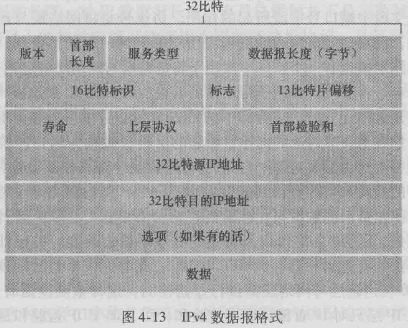 32比特
版本 首部长度 服务类型 数据报长度（字节）
16比特标识 标志 13比特片偏移
寿命 上层协议 首部检验和
32比特源IP地址
32比特目的IP地址
选项（如果有的话）
数据
图4-13 IPv4数据报格式